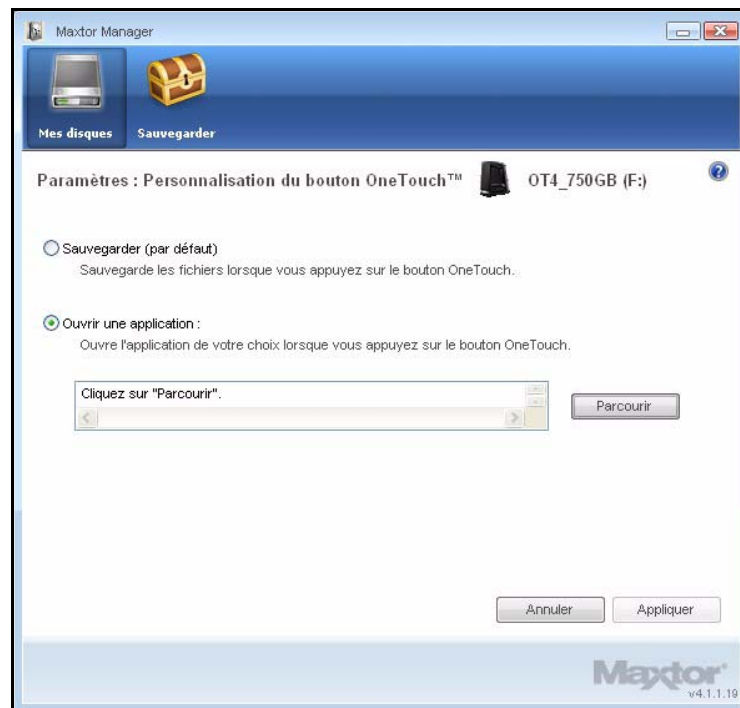 Maxtor Manager
Mes disques
Sauvegarder
Paramètres : Personnalisation du bouton OneTouch™
OT4_750GB (F:)
Sauvegarder (par défaut)
Sauvegarde les fichiers lorsque vous appuyez sur le bouton OneTouch.
Ouvrir une application :
Ouvre l'application de votre choix lorsque vous appuyez sur le bouton OneTouch.
Cliquez sur "Parcourir".
Parcourir
Annuler
Appliquer
Maxtor
v4.1.1.19